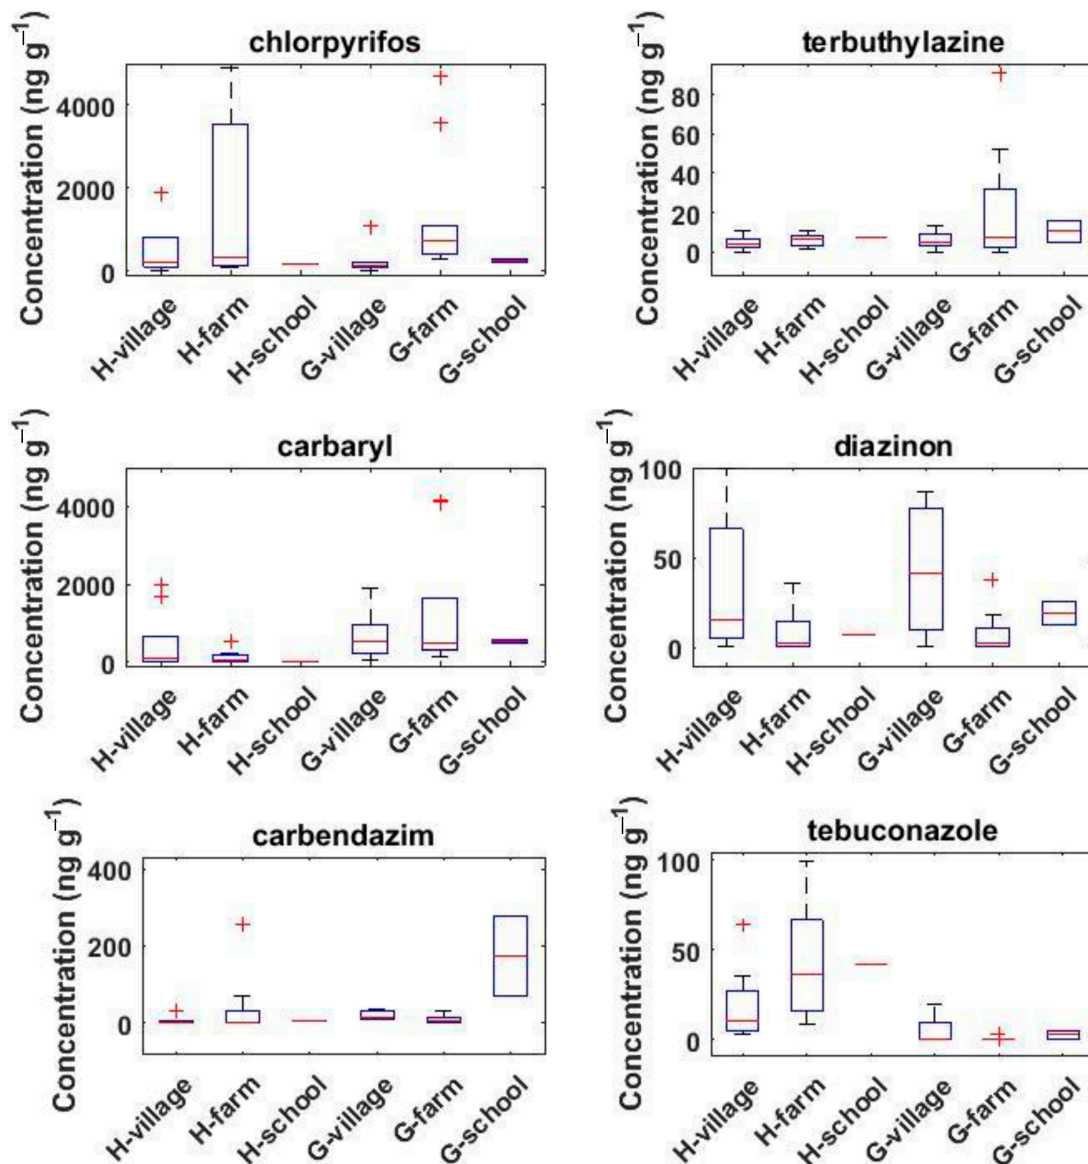 chlorpyrifos
Concentration (ng g⁻¹)
4000
2000
0
H-village
H-farm
H-school
G-village
G-farm
G-school
terbuthylazine
Concentration (ng g⁻¹)
80
60
40
20
0
H-village
H-farm
H-school
G-village
G-farm
G-school
carbaryl
Concentration (ng g⁻¹)
4000
2000
0
H-village
H-farm
H-school
G-village
G-farm
G-school
diazinon
Concentration (ng g⁻¹)
100
50
0
H-village
H-farm
H-school
G-village
G-farm
G-school
carbendazim
Concentration (ng g⁻¹)
400
200
0
H-village
H-farm
H-school
G-village
G-farm
G-school
tebuconazole
Concentration (ng g⁻¹)
100
50
0
H-village
H-farm
H-school
G-village
G-farm
G-school